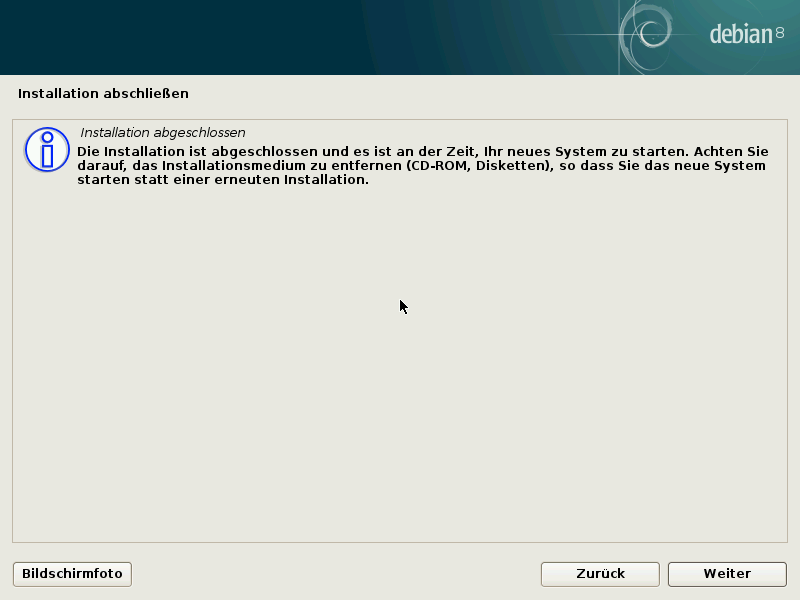 debian 8
Installation abschließen
Installation abgeschlossen
Die Installation ist abgeschlossen und es ist an der Zeit, Ihr neues System zu starten. Achten Sie
darauf, das Installationsmedium zu entfernen (CD-ROM, Disketten), so dass Sie das neue System
starten statt einer erneuten Installation.
Bildschirmfoto
Zurück
Weiter